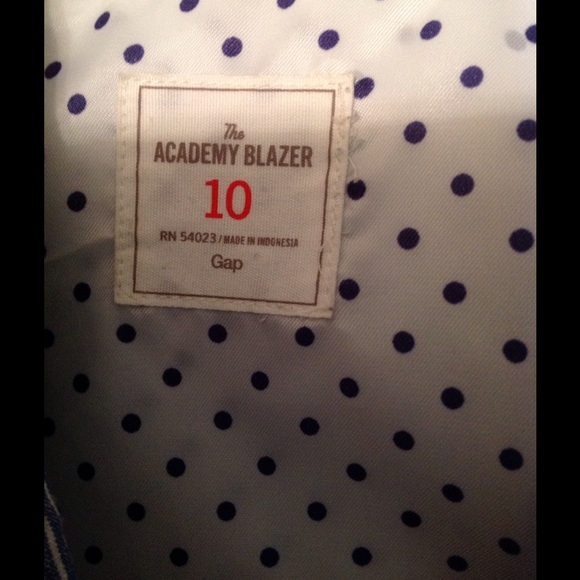 The
ACADEMY BLAZER
10
RN 54023 / MADE IN INDONESIA
Gap